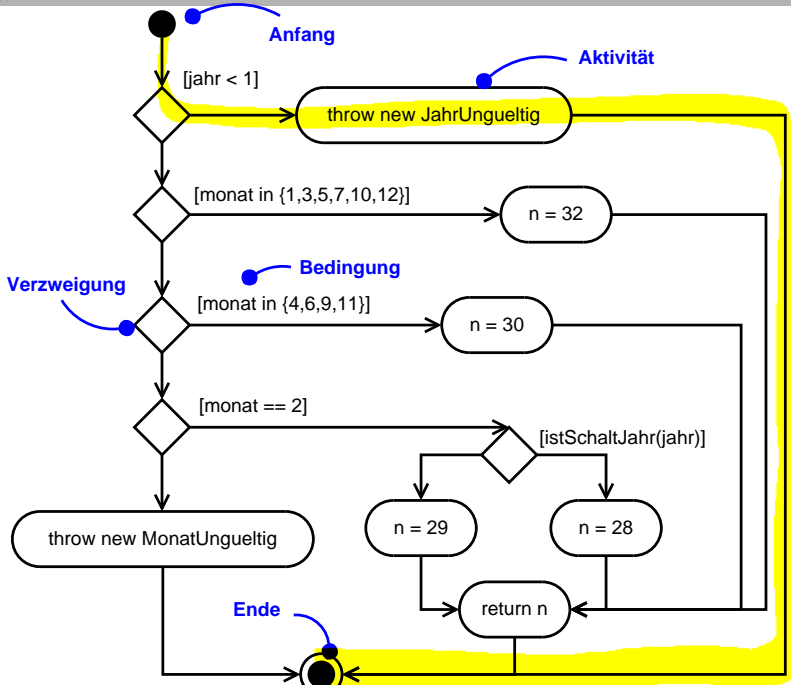 Anfang
Aktivität
[jahr < 1]
throw new JahrUngueltig
[monat in {1,3,5,7,10,12}]
n = 32
Bedingung
Verzweigung
[monat in {4,6,9,11}]
n = 30
[monat == 2]
[istSchaltJahr(jahr)]
n = 29
n = 28
throw new MonatUngueltig
Ende
return n